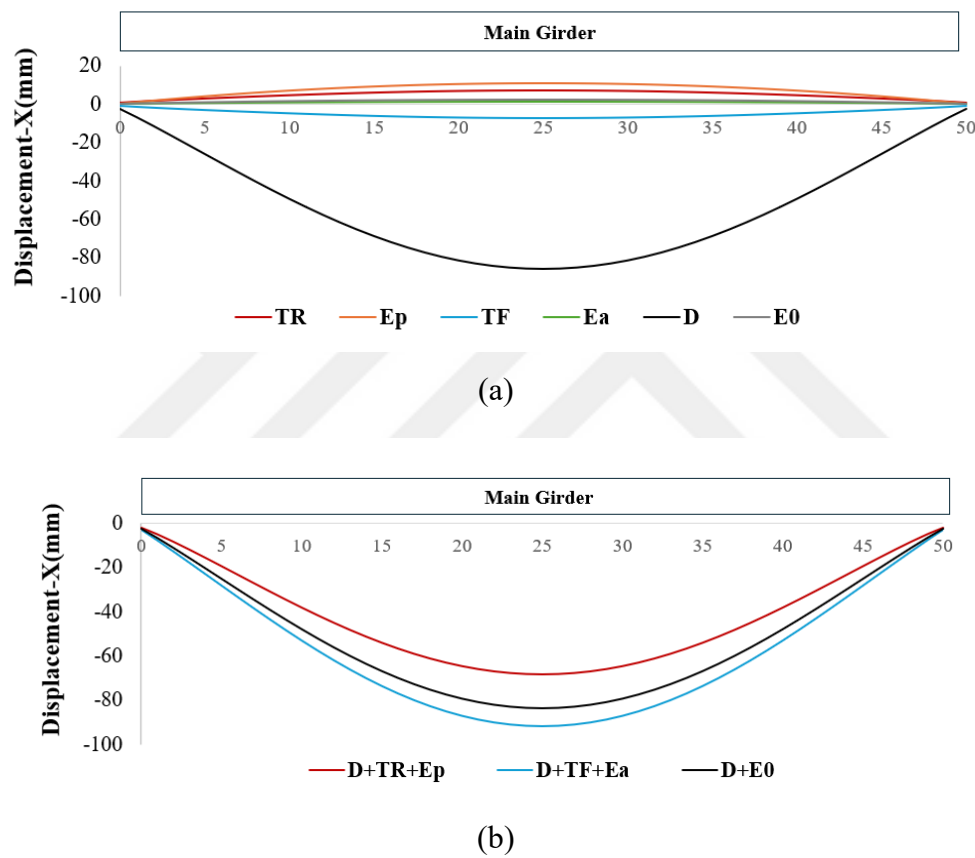 Main Girder
Displacement-X(mm)
20
0
-20
-40
-60
-80
-100
0 5 10 15 20 25 30 35 40 45 50
TR Ep TF Ea D E0
(a)
Main Girder
Displacement-X(mm)
0
-20
-40
-60
-80
-100
0 5 10 15 20 25 30 35 40 45 50
D+TR+Ep D+TF+Ea D+E0
(b)